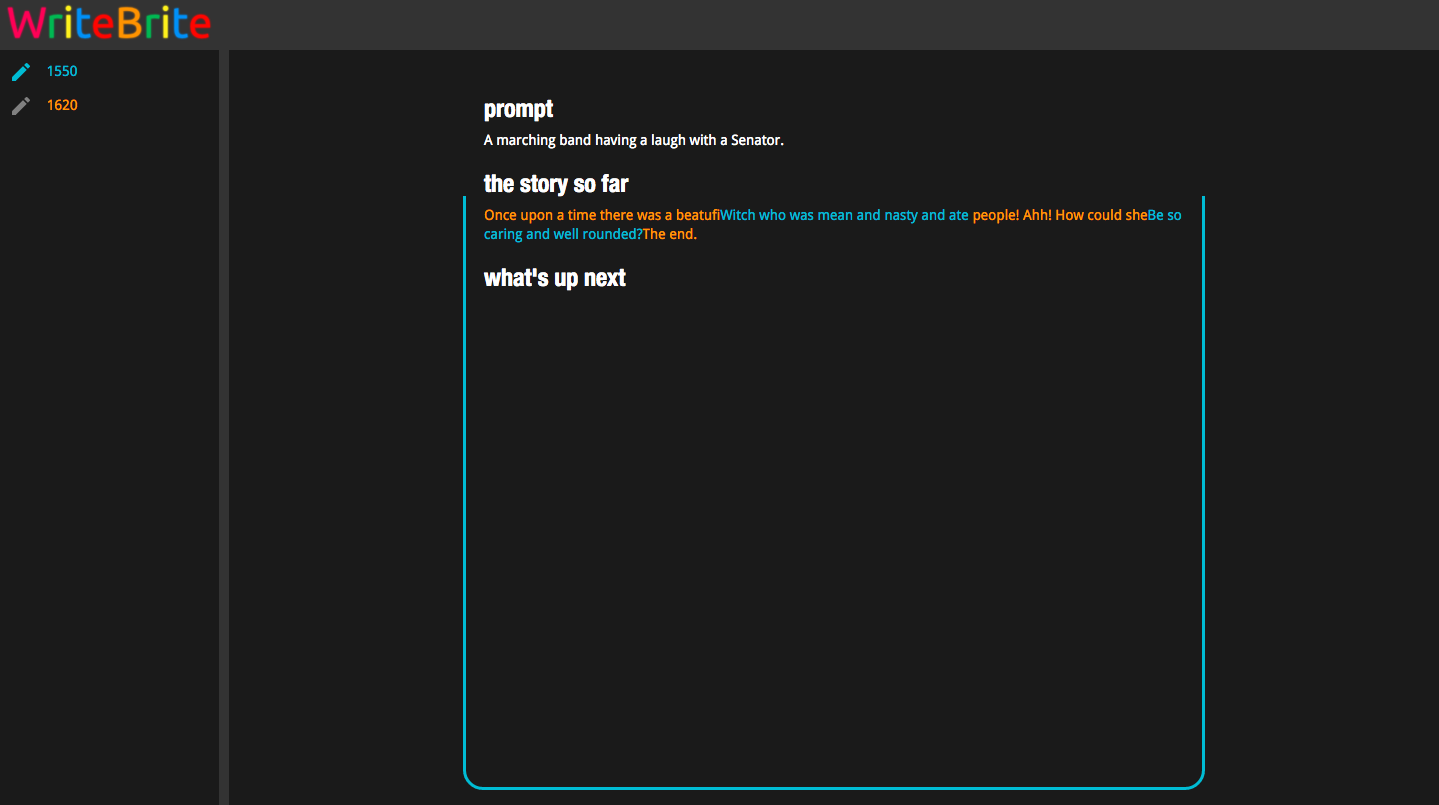 WriteBrite
1550
1620
prompt
A marching band having a laugh with a Senator.
the story so far
Once upon a time there was a beatufiWitch who was mean and nasty and ate people! Ahh! How could sheBe so
caring and well rounded?The end.
what's up next